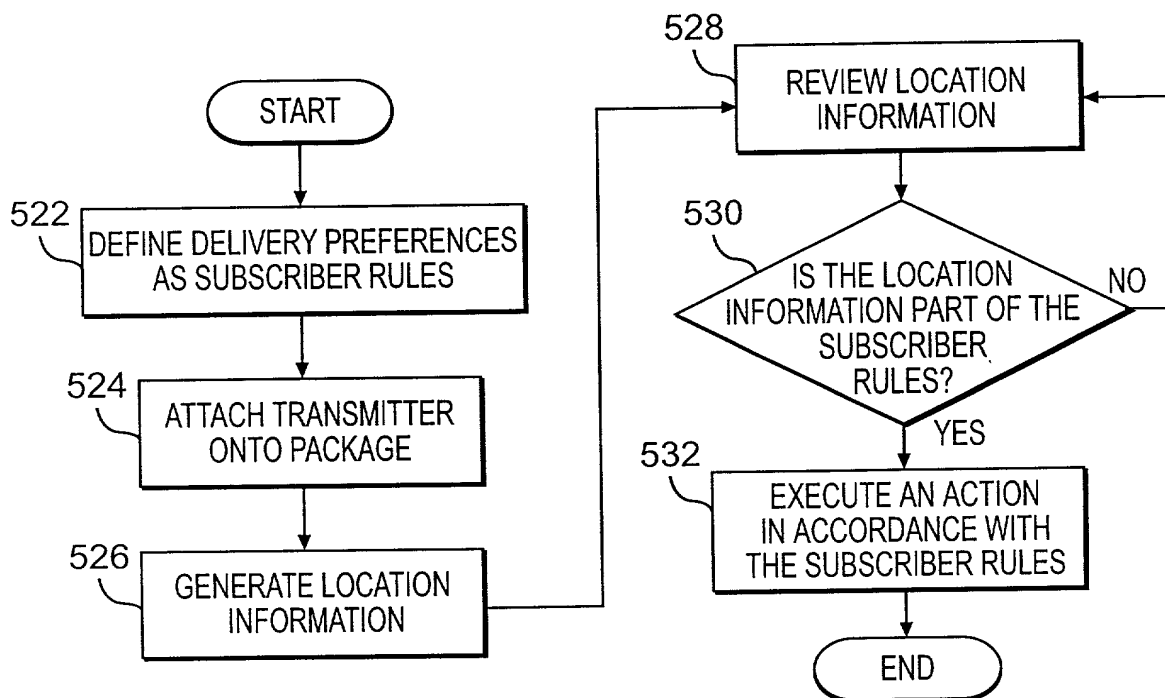 START
522
DEFINE DELIVERY PREFERENCES
AS SUBSCRIBER RULES
524
ATTACH TRANSMITTER
ONTO PACKAGE
526
GENERATE LOCATION
INFORMATION
528
REVIEW LOCATION
INFORMATION
530
IS THE LOCATION
INFORMATION PART OF THE
SUBSCRIBER
RULES?
NO
YES
532
EXECUTE AN ACTION
IN ACCORDANCE WITH
THE SUBSCRIBER RULES
END